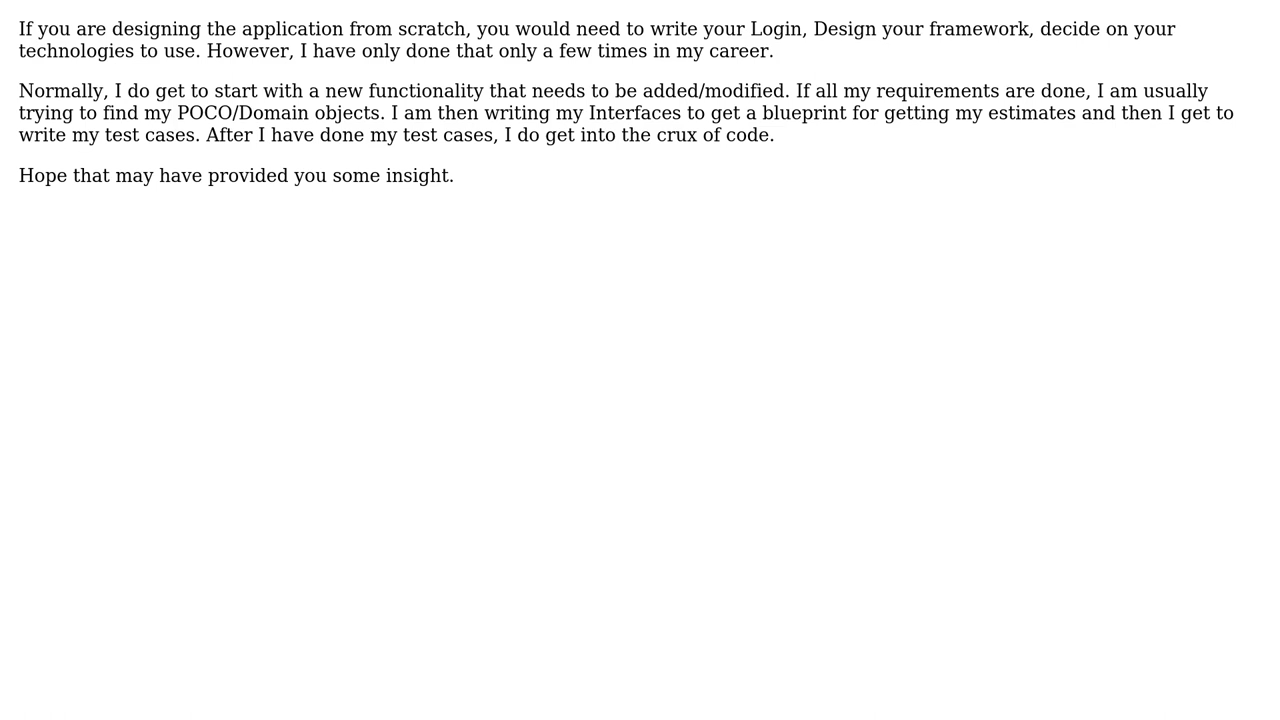 If you are designing the application from scratch, you would need to write your Login, Design your framework, decide on your
technologies to use. However, I have only done that only a few times in my career.
Normally, I do get to start with a new functionality that needs to be added/modified. If all my requirements are done, I am usually
trying to find my POCO/Domain objects. I am then writing my Interfaces to get a blueprint for getting my estimates and then I get to
write my test cases. After I have done my test cases, I do get into the crux of code.
Hope that may have provided you some insight.